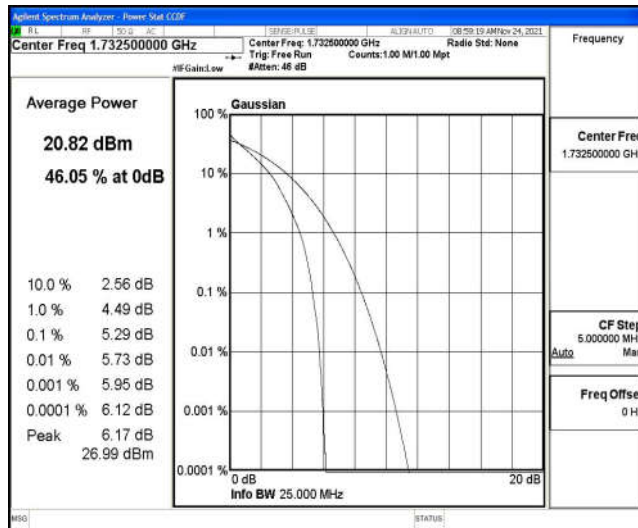 Agilent Spectrum Analyzer - Power Stat CCDF
RL RF 50 Ω AC SENSE:PULSE ALIGNAUTO 08:59:19 AM Nov 24, 2021
Center Freq 1.732500000 GHz
Center Freq: 1.732500000 GHz Radio Std: None
Trig: Free Run Counts:1.00 M/1.00 Mpt
#IFGain:Low #Atten: 46 dB
Frequency
Average Power
20.82 dBm
46.05 % at 0dB
10.0 % 2.56 dB
1.0 % 4.49 dB
0.1 % 5.29 dB
0.01 % 5.73 dB
0.001 % 5.95 dB
0.0001 % 6.12 dB
Peak 6.17 dB
26.99 dBm
Gaussian
100 %
10 %
1 %
0.1 %
0.01 %
0.001 %
0.0001 %
0 dB 20 dB
Info BW 25.000 MHz
Center Fre
1.732500000 GH
CF Step
5.000000 MH
Auto Ma
Freq Offse
0 H
MSG STATUS